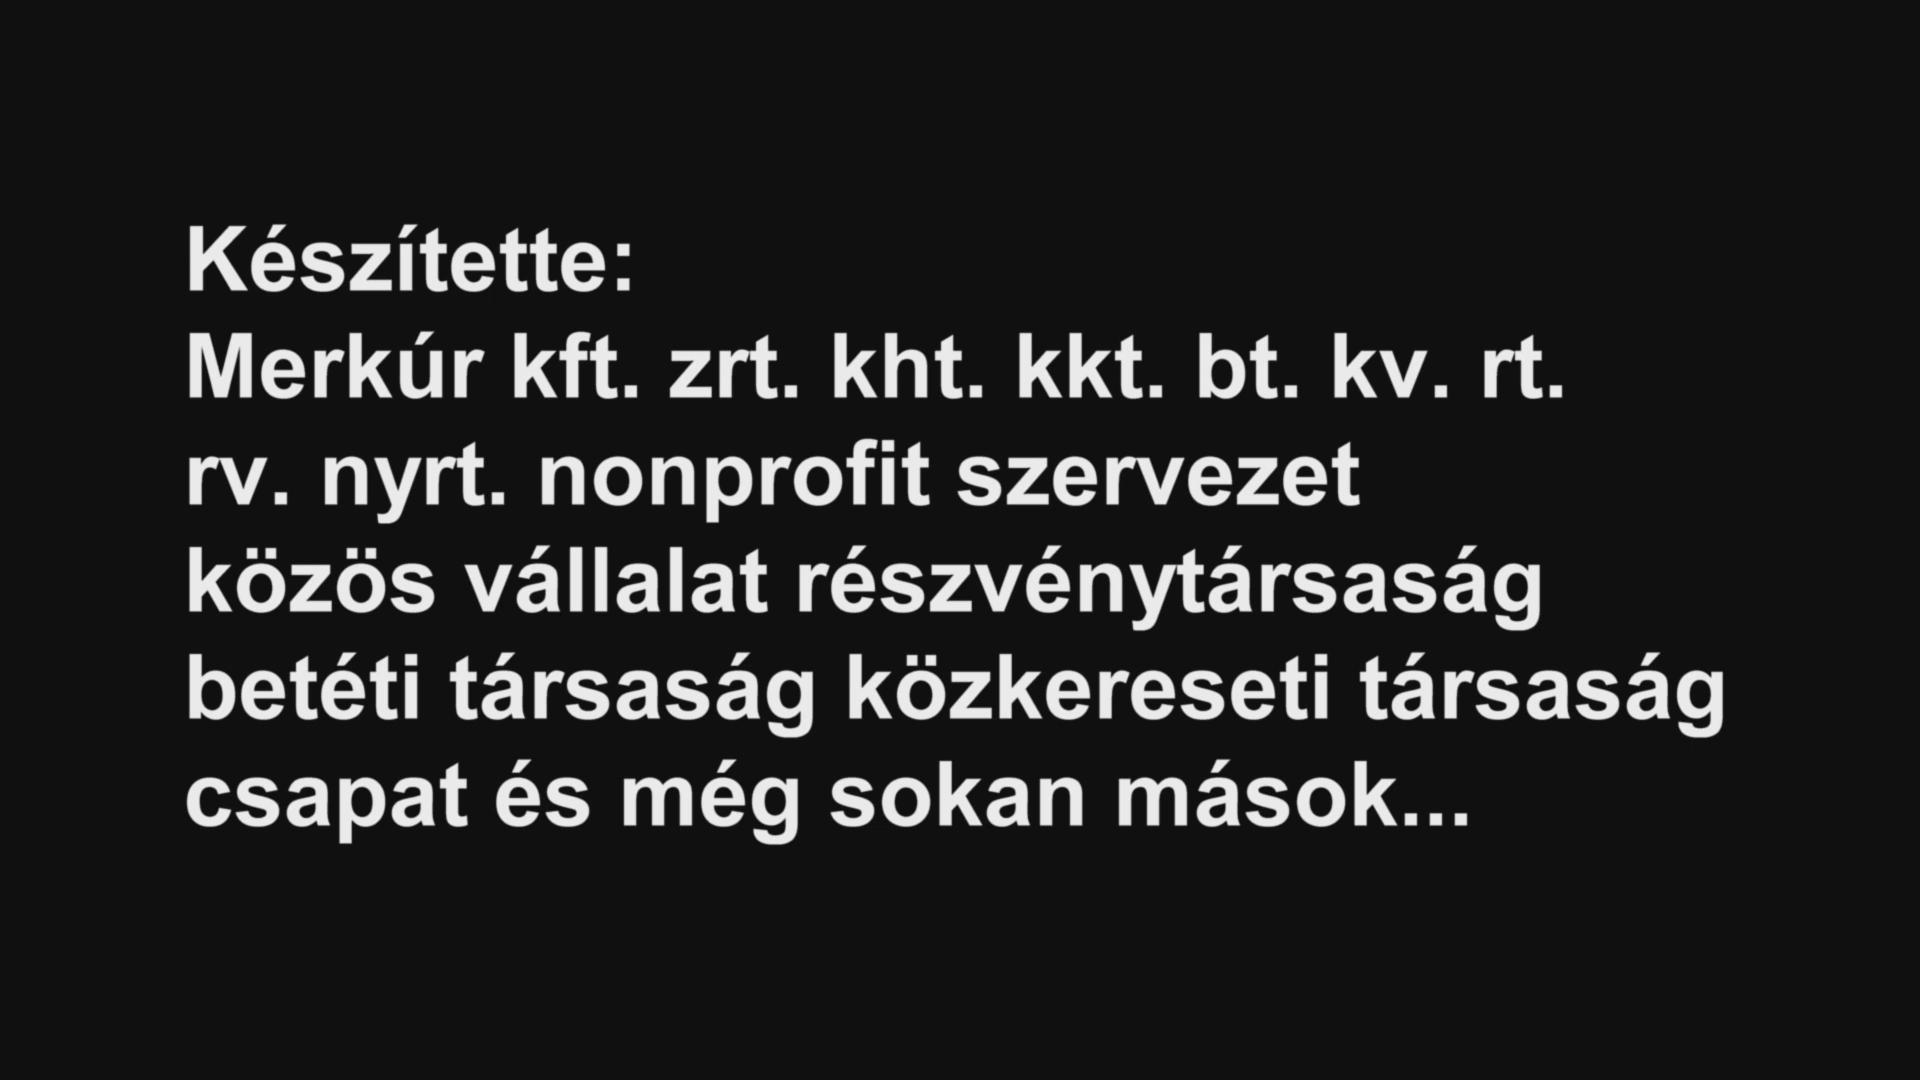 Készítette:
Merkúr kft. zrt. kht. kkt. bt. kv. rt.
rv. nyrt. nonprofit szervezet
közös vállalat részvénytársaság
betéti társaság közkereseti társaság
csapat és még sokan mások...